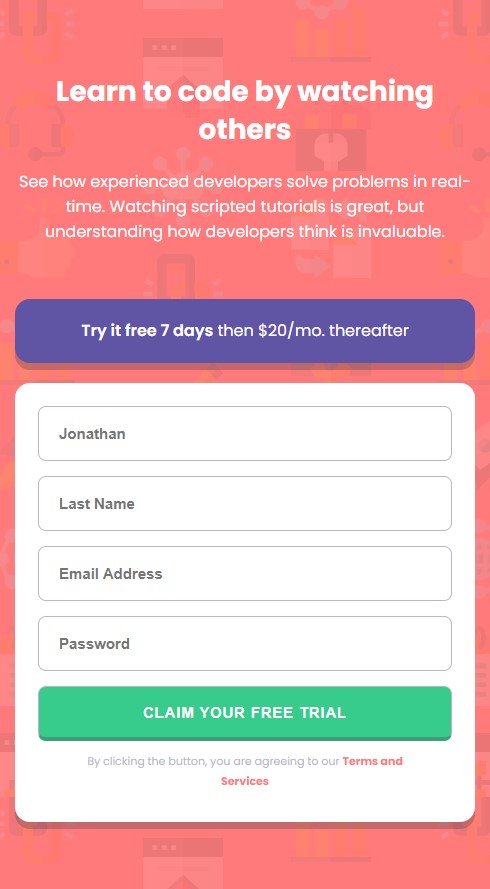 Learn to code by watching
others
See how experienced developers solve problems in real-
time. Watching scripted tutorials is great, but
understanding how developers think is invaluable.
Try it free 7 days then $20/mo. thereafter
Jonathan
Last Name
Email Address
Password
CLAIM YOUR FREE TRIAL
By clicking the button, you are agreeing to our Terms and
Services